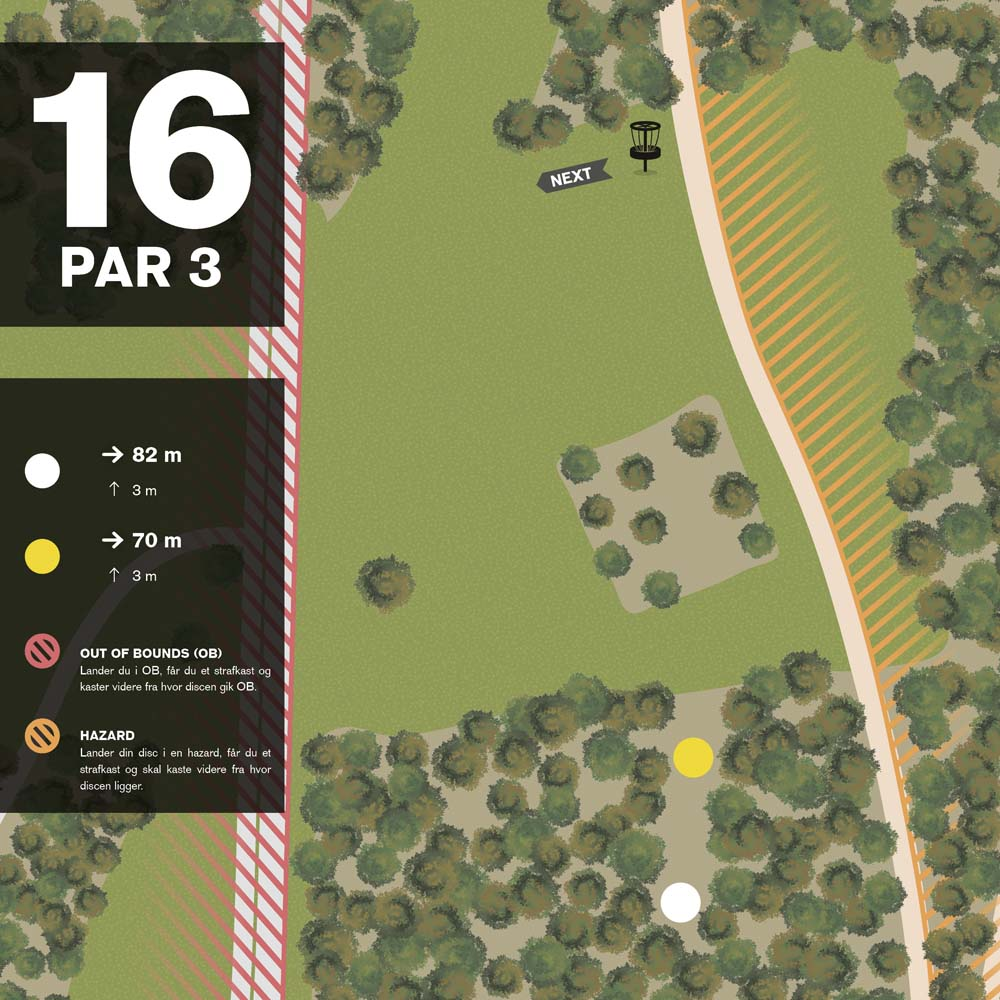 16
PAR 3
NEXT
→ 82 m
↑ 3 m
→ 70 m
↑ 3 m
OUT OF BOUNDS (OB)
Lander du i OB, får du et strafkast og
kaster videre fra hvor discen gik OB.
HAZARD
Lander din disc i en hazard, får du et
strafkast og skal kaste videre fra hvor
discen ligger.